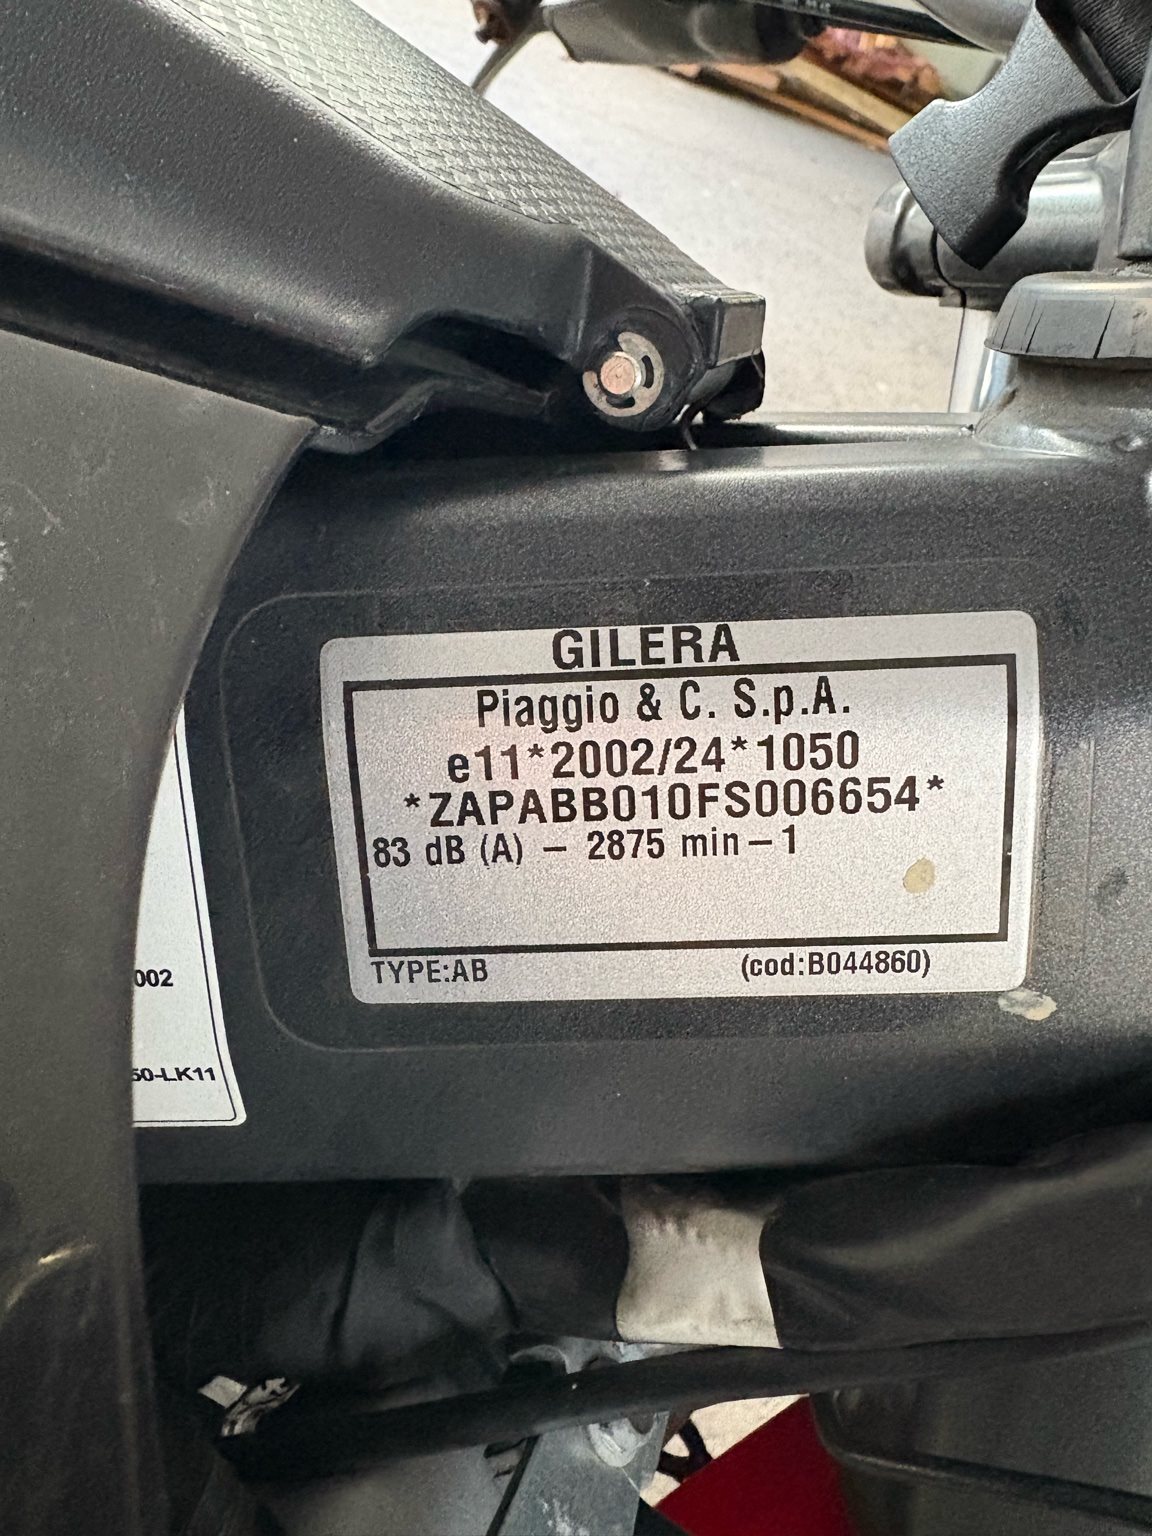 GILERA
Piaggio & C. S.p.A.
e11*2002/24*1050
*ZAPABB010FS006654*
83 dB (A) – 2875 min – 1
TYPE:AB
(cod:B044860)
002
50-LK11